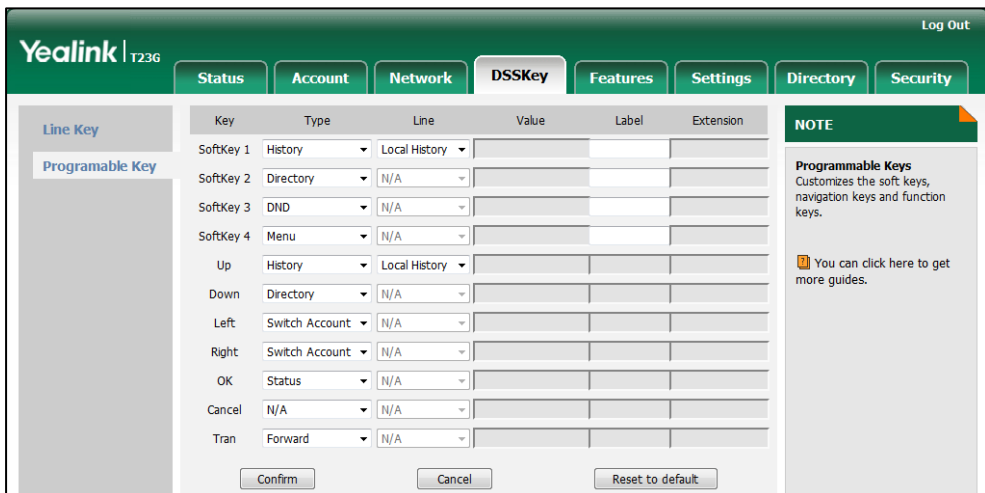 Log Out
Yealink T23G
Status Account Network DSSKey Features Settings Directory Security
Line Key
Programable Key
Key Type Line Value Label Extension
SoftKey 1 History Local History
SoftKey 2 Directory N/A
SoftKey 3 DND N/A
SoftKey 4 Menu N/A
Up History Local History
Down Directory N/A
Left Switch Account N/A
Right Switch Account N/A
OK Status N/A
Cancel N/A N/A
Tran Forward N/A
Confirm Cancel Reset to default
NOTE
Programmable Keys
Customizes the soft keys,
navigation keys and function
keys.
? You can click here to get
more guides.